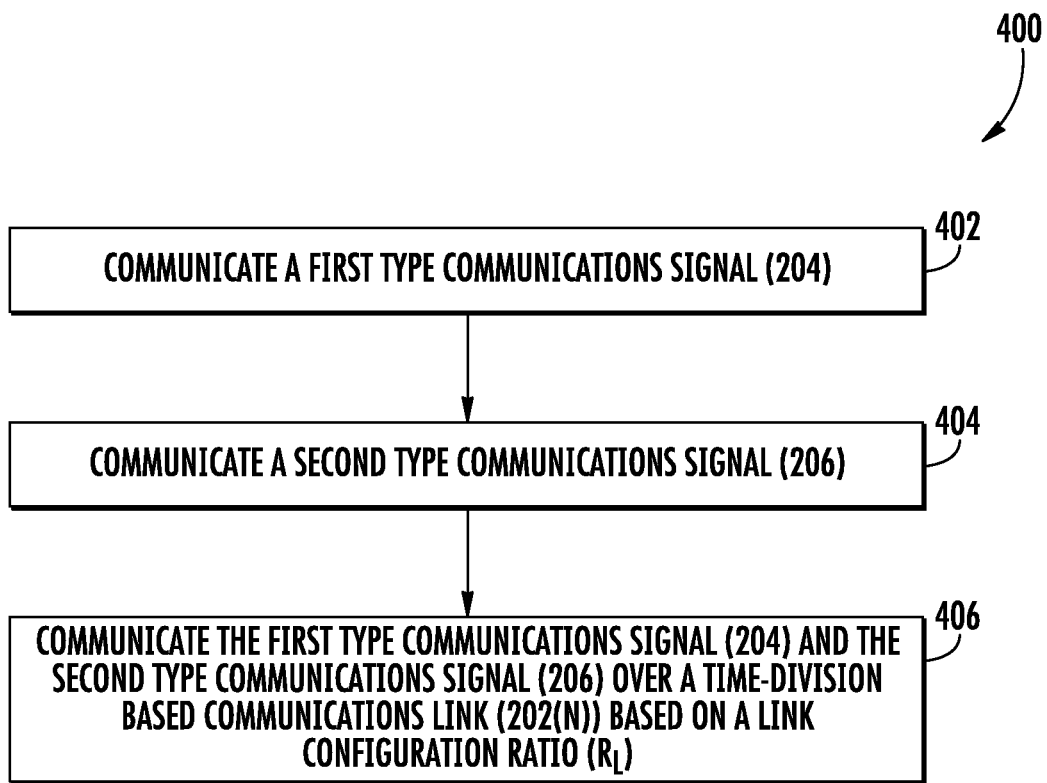 400
402
COMMUNICATE A FIRST TYPE COMMUNICATIONS SIGNAL (204)
404
COMMUNICATE A SECOND TYPE COMMUNICATIONS SIGNAL (206)
406
COMMUNICATE THE FIRST TYPE COMMUNICATIONS SIGNAL (204) AND THE
SECOND TYPE COMMUNICATIONS SIGNAL (206) OVER A TIME-DIVISION
BASED COMMUNICATIONS LINK (202(N)) BASED ON A LINK
CONFIGURATION RATIO (RL)